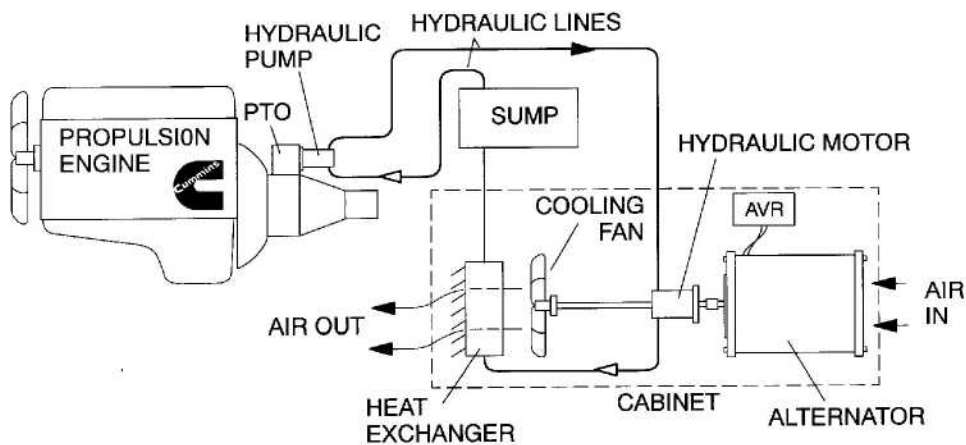 HYDRAULIC LINES
HYDRAULIC
PUMP
PTO
SUMP
PROPULSION
ENGINE
Cummins
HYDRAULIC MOTOR
COOLING
FAN
AVR
AIR OUT
AIR
IN
HEAT
EXCHANGER
CABINET
ALTERNATOR